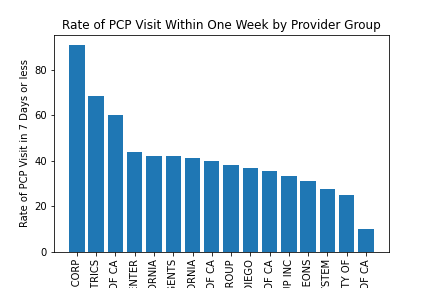 Rate of PCP Visit Within One Week by Provider Group
Rate of PCP Visit in 7 Days or less
80
60
40
20
0
CORP
TRICS
OF CA
ENTER
ORNIA
GENTS
ORNIA
OF CA
ROUP
DIEGO
OF CA
IP INC
EONS
STEM
TY OF
OF CA